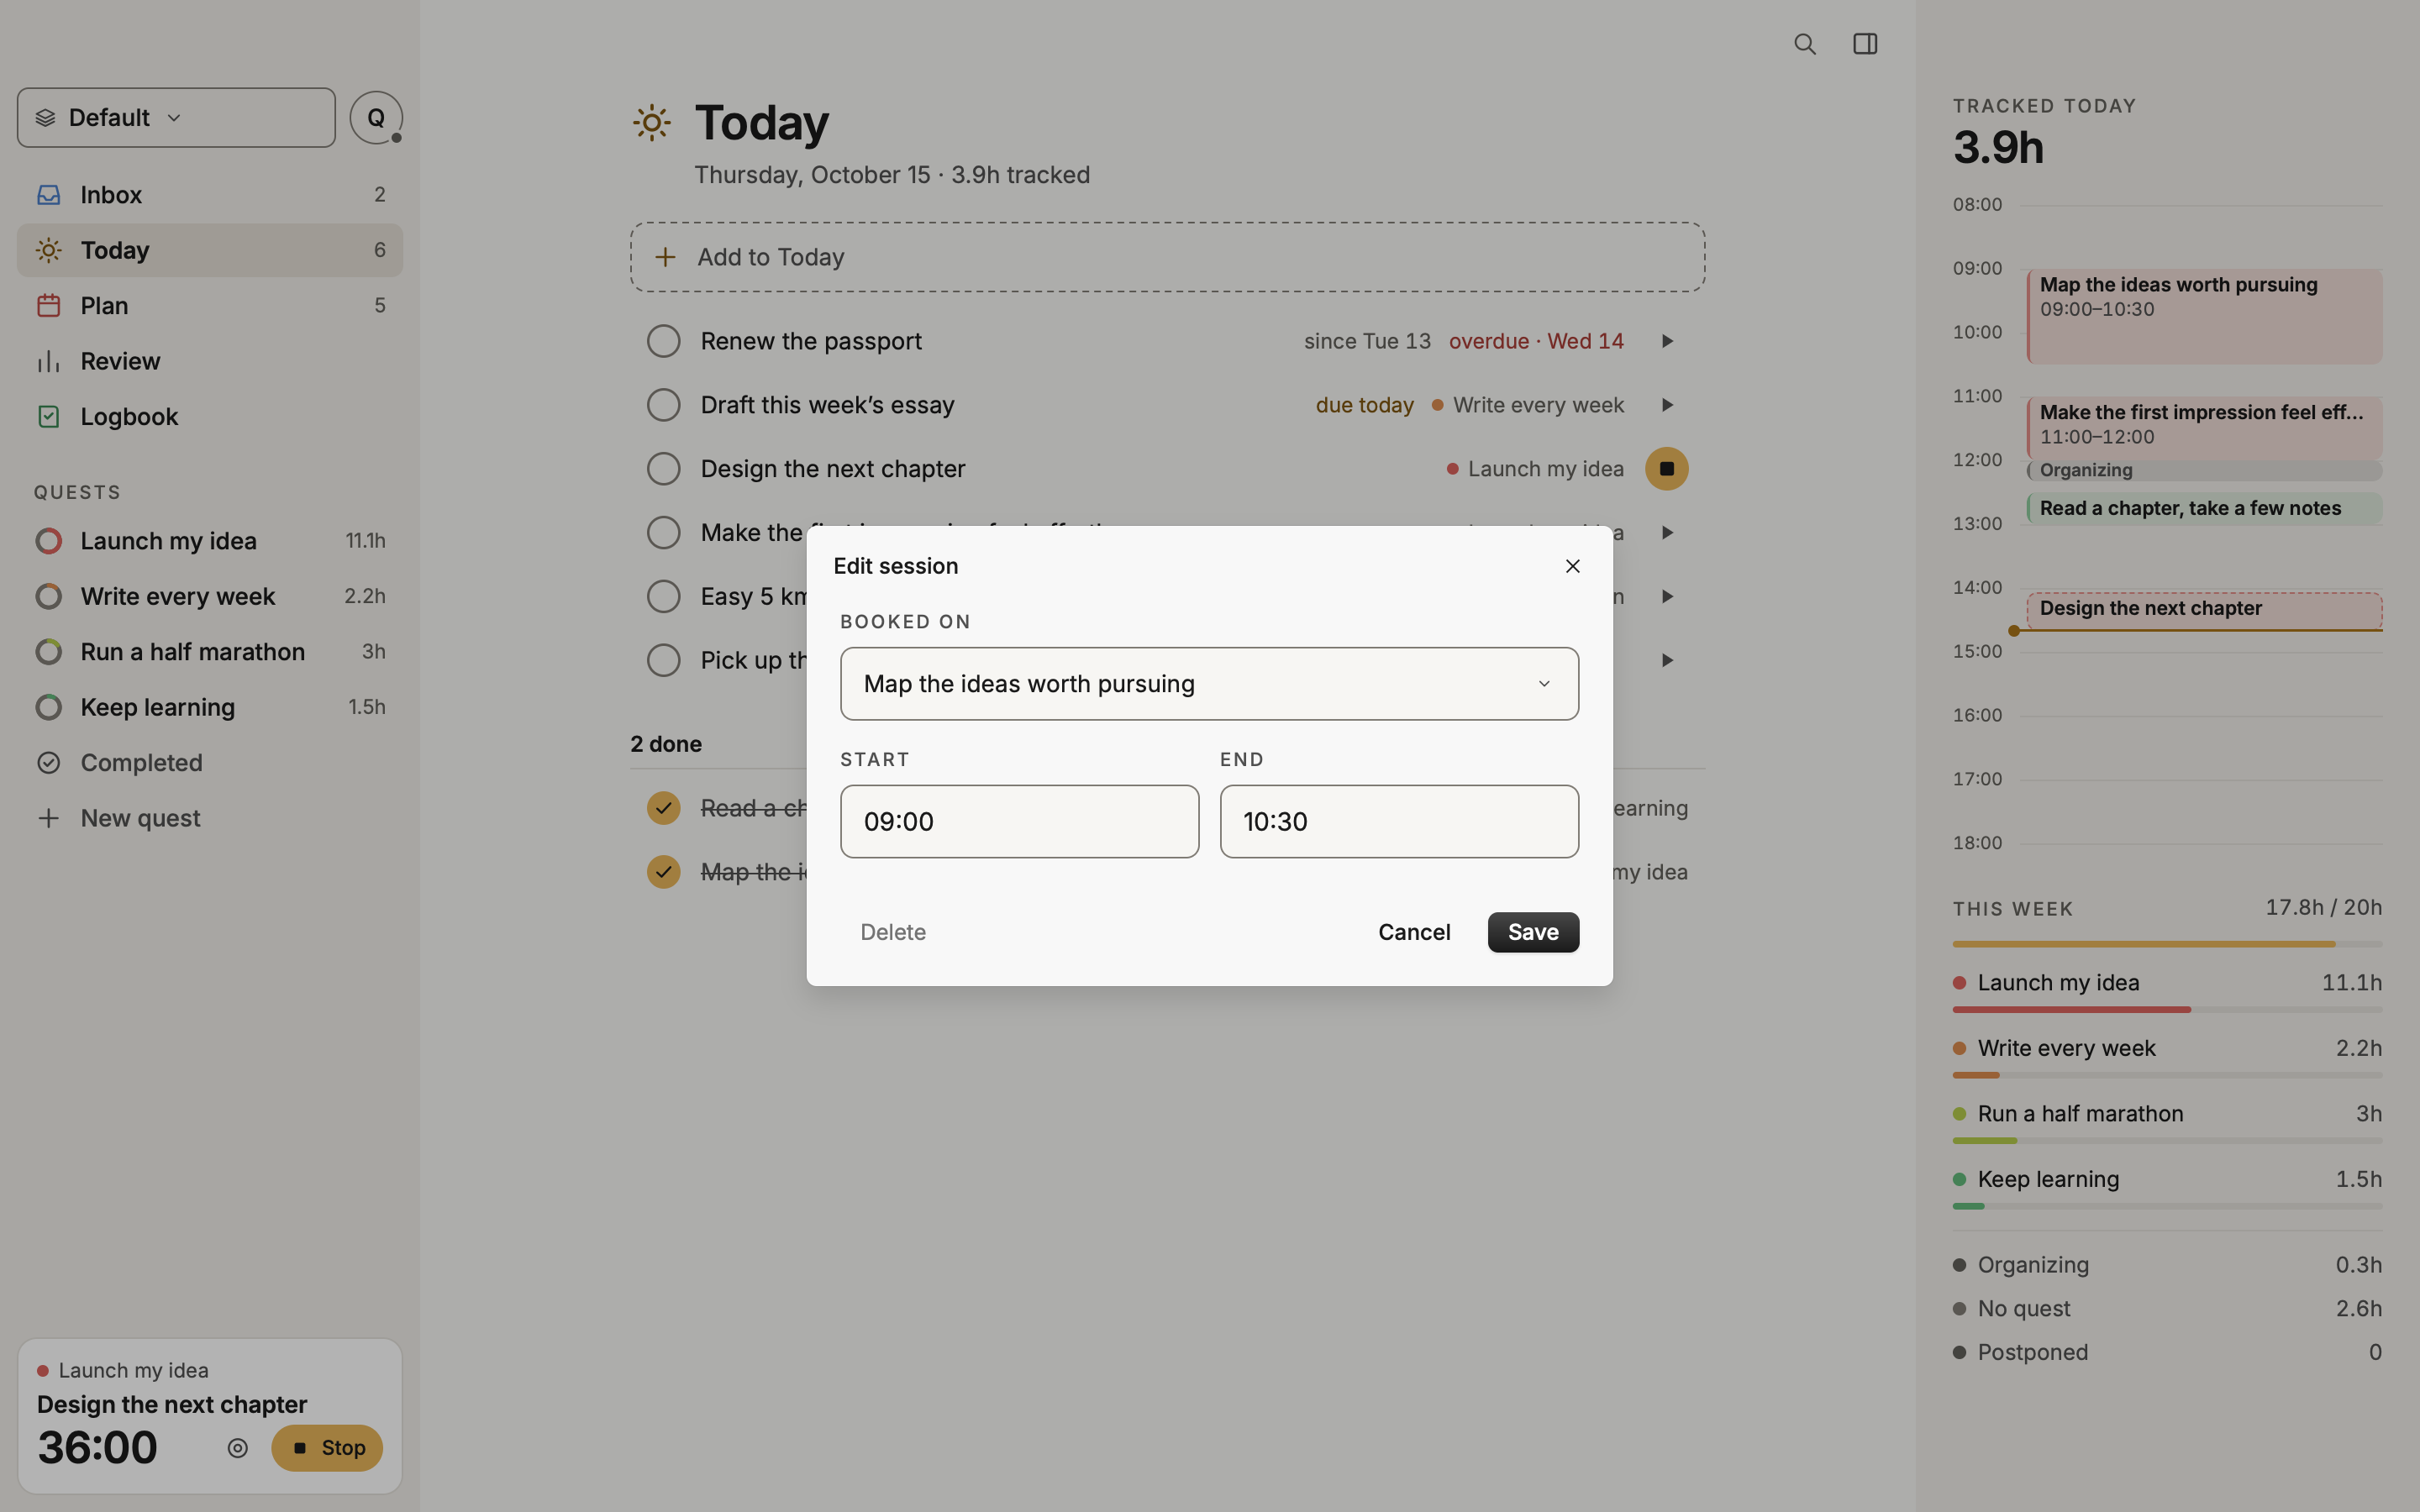 Default
Q
Inbox 2
Today 6
Plan 5
Review
Logbook
QUESTS
Launch my idea 11.1h
Write every week 2.2h
Run a half marathon 3h
Keep learning 1.5h
Completed
New quest
Launch my idea
Design the next chapter
36:00 Stop
Today
Thursday, October 15 · 3.9h tracked
Add to Today
Renew the passport since Tue 13 overdue · Wed 14
Draft this week’s essay due today Write every week
Design the next chapter Launch my idea
Make the
Easy 5 km
Pick up
2 done
Read a
earning
Map the
my idea
Edit session
BOOKED ON
Map the ideas worth pursuing
START END
09:00 10:30
Delete Cancel Save
TRACKED TODAY
3.9h
08:00
09:00
Map the ideas worth pursuing
09:00–10:30
10:00
11:00
Make the first impression feel eff...
11:00–12:00
12:00
Organizing
Read a chapter, take a few notes
13:00
14:00
Design the next chapter
15:00
16:00
17:00
18:00
THIS WEEK 17.8h / 20h
Launch my idea 11.1h
Write every week 2.2h
Run a half marathon 3h
Keep learning 1.5h
Organizing 0.3h
No quest 2.6h
Postponed 0